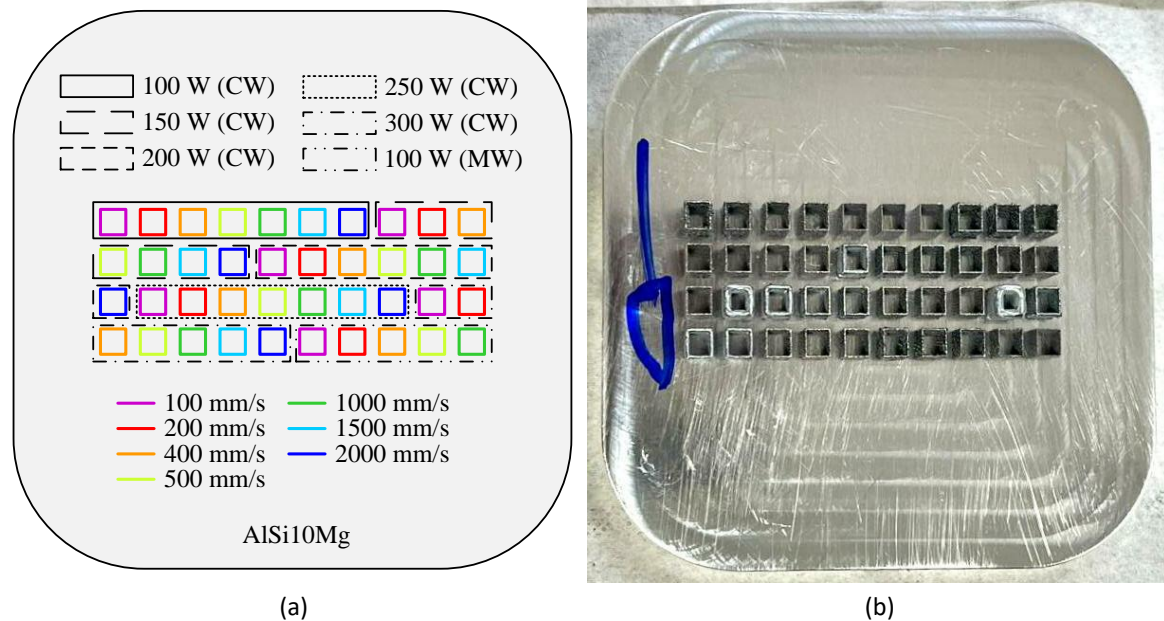 100 W (CW) 250 W (CW)
150 W (CW) 300 W (CW)
200 W (CW) 100 W (MW)
100 mm/s 1000 mm/s
200 mm/s 1500 mm/s
400 mm/s 2000 mm/s
500 mm/s
AlSi10Mg
(a) (b)